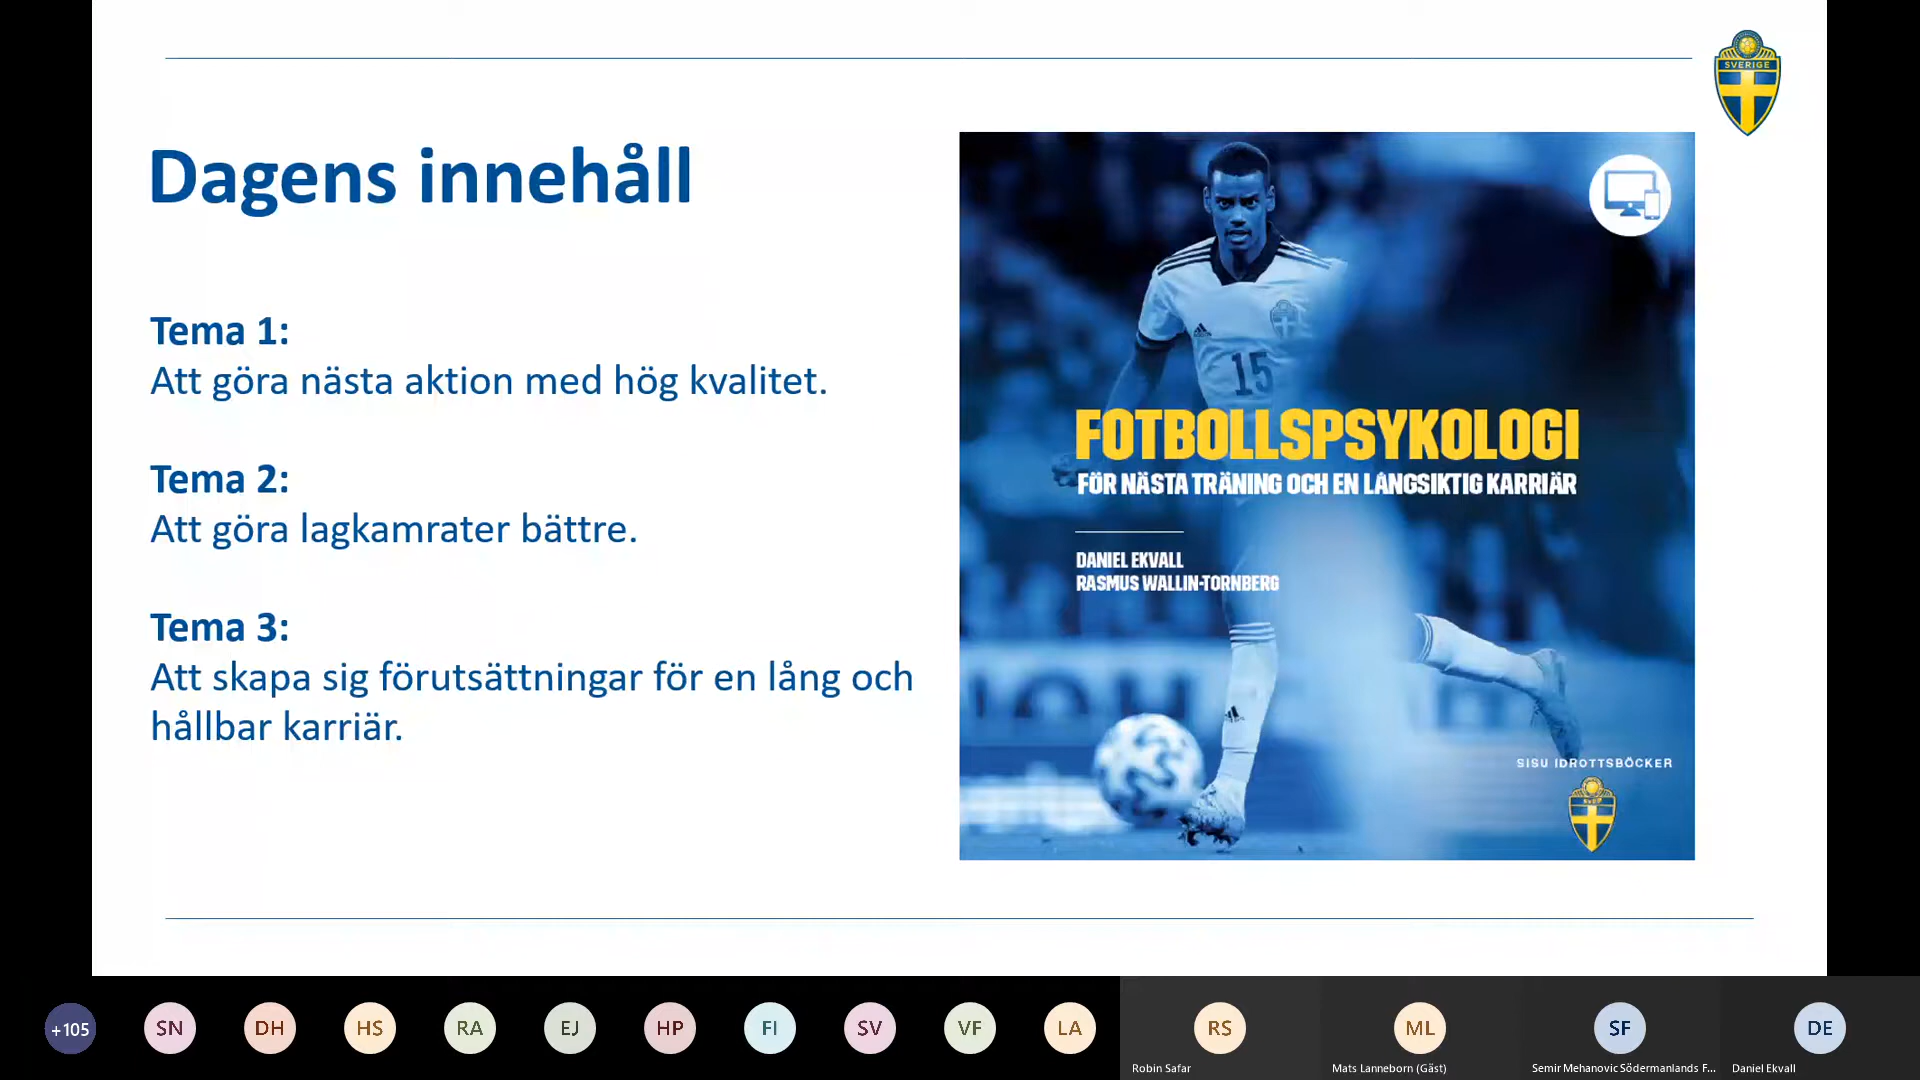 SVERIGE
Dagens innehåll
Tema 1:
Att göra nästa aktion med hög kvalitet.
Tema 2:
Att göra lagkamrater bättre.
Tema 3:
Att skapa sig förutsättningar för en lång och
hållbar karriär.
15
FOTBOLLSPSYKOLOGI
FÖR NÄSTA TRÄNING OCH EN LÅNGSIKTIG KARRIÄR
DANIEL EKVALL
RASMUS WALLIN-TORNBERG
SISU IDROTTSBÖCKER
SvFF
+105
SN
DH
HS
RA
EJ
HP
FI
SV
VF
LA
RS
ML
SF
DE
Robin Safar
Mats Lanneborn (Gäst)
Semir Mehanovic Södermanlands F...
Daniel Ekvall